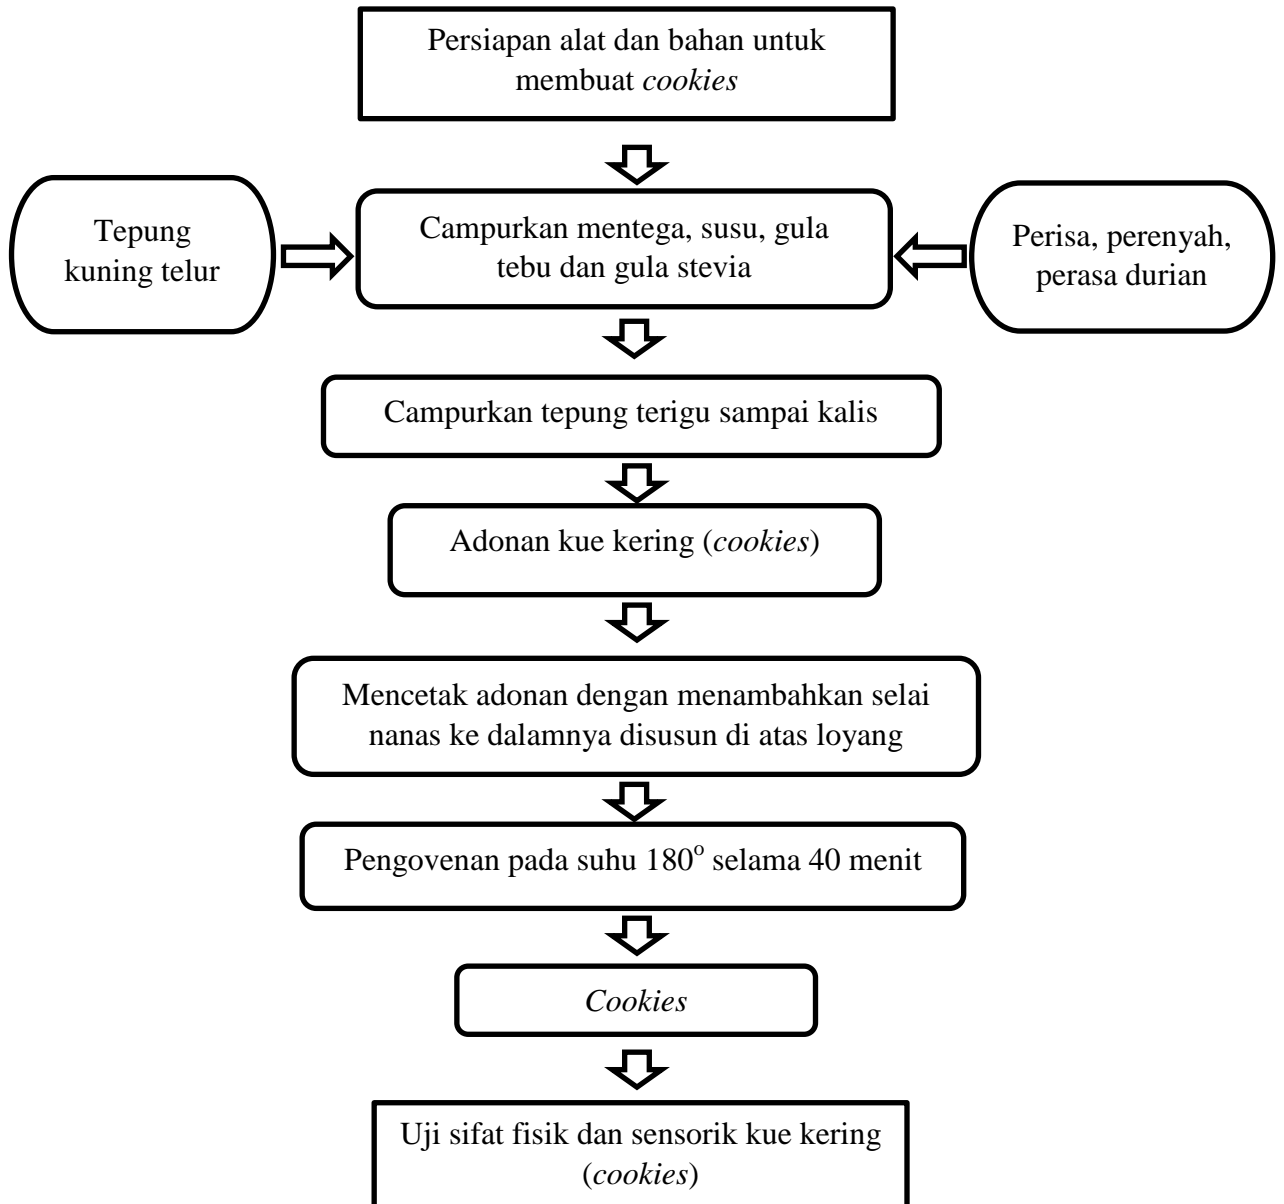 Persiapan alat dan bahan untuk
membuat cookies
Tepung
kuning telur
Campurkan mentega, susu, gula
tebu dan gula stevia
Perisa, perenyah,
perasa durian
Campurkan tepung terigu sampai kalis
Adonan kue kering (cookies)
Mencetak adonan dengan menambahkan selai
nanas ke dalamnya disusun di atas loyang
Pengovenan pada suhu 180° selama 40 menit
Cookies
Uji sifat fisik dan sensorik kue kering
(cookies)